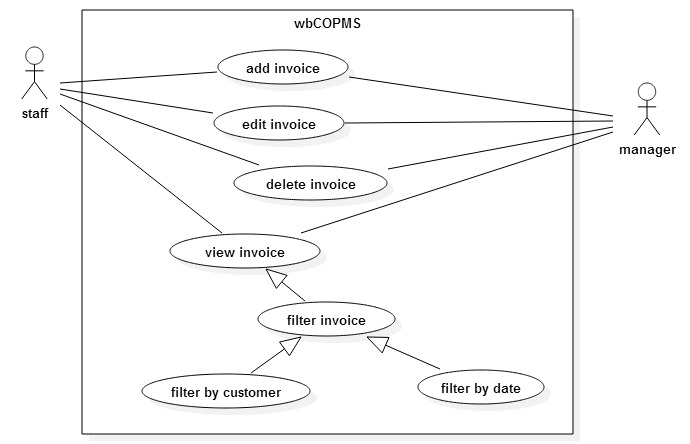 wbCOPMS
add invoice
staff
edit invoice
manager
delete invoice
view invoice
filter invoice
filter by customer
filter by date